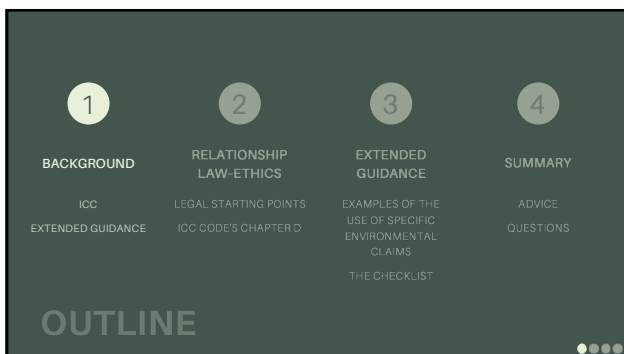 1
BACKGROUND
ICC
EXTENDED GUIDANCE
2
RELATIONSHIP
LAW-ETHICS
LEGAL STARTING POINTS
ICC CODE'S CHAPTER D
3
EXTENDED
GUIDANCE
EXAMPLES OF THE
USE OF SPECIFIC
ENVIRONMENTAL
CLAIMS
THE CHECKLIST
4
SUMMARY
ADVICE
QUESTIONS
OUTLINE